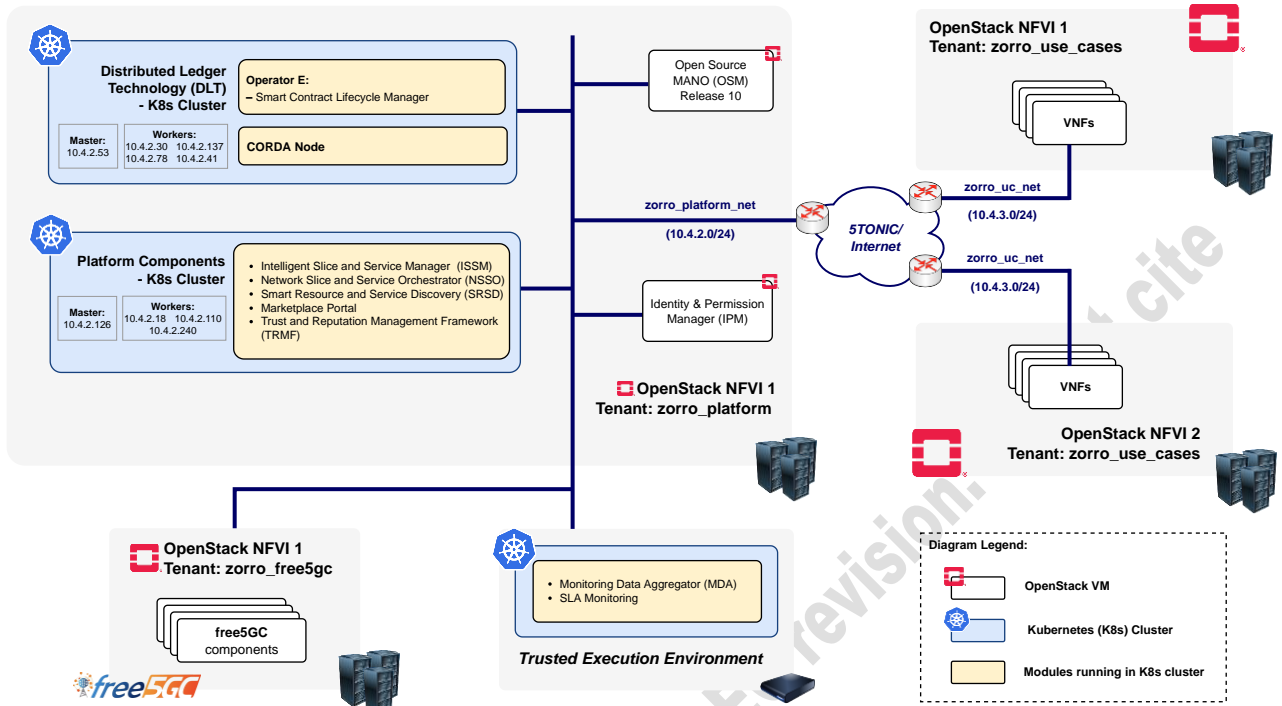 Distributed Ledger
Technology (DLT)
- K8s Cluster
Master:
10.4.2.53
Workers:
10.4.2.30 10.4.2.137
10.4.2.78 10.4.2.41
Operator E:
– Smart Contract Lifecycle Manager
CORDA Node
Open Source
MANO (OSM)
Release 10
Platform Components
- K8s Cluster
Master:
10.4.2.126
Workers:
10.4.2.18 10.4.2.110
10.4.2.240
• Intelligent Slice and Service Manager (ISSM)
• Network Slice and Service Orchestrator (NSSO)
• Smart Resource and Service Discovery (SRSD)
• Marketplace Portal
• Trust and Reputation Management Framework
(TRMF)
zorro_platform_net
(10.4.2.0/24)
Identity & Permission
Manager (IPM)
OpenStack NFVI 1
Tenant: zorro_platform
5TONIC/
Internet
OpenStack NFVI 1
Tenant: zorro_use_cases
VNFs
zorro_uc_net
(10.4.3.0/24)
zorro_uc_net
(10.4.3.0/24)
VNFs
OpenStack NFVI 2
Tenant: zorro_use_cases
OpenStack NFVI 1
Tenant: zorro_free5gc
free5GC
components
free5GC
• Monitoring Data Aggregator (MDA)
• SLA Monitoring
Trusted Execution Environment
Diagram Legend:
OpenStack VM
Kubernetes (K8s) Cluster
Modules running in K8s cluster
revision.
cite